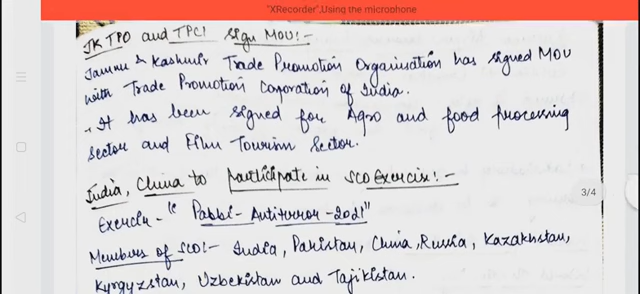 "XRecorder",Using the microphone
JKTPO and TPCI sign MOU:-
Jammu & Kashmir Trade Promotion Organisation has signed MOU
with Trade Promotion Corporation of India.
. It has been signed for Agro and food processing
sector and Film Tourism Sector.
India, China to participate in SCO Exercise:-
3/4
Exercise - "Pabbi-Antiterror-2021"
Members of SCO:- India, Pakistan, China, Russia, Kazakhstan,
Kyrgyzstan, Uzbekistan and Tajikistan.